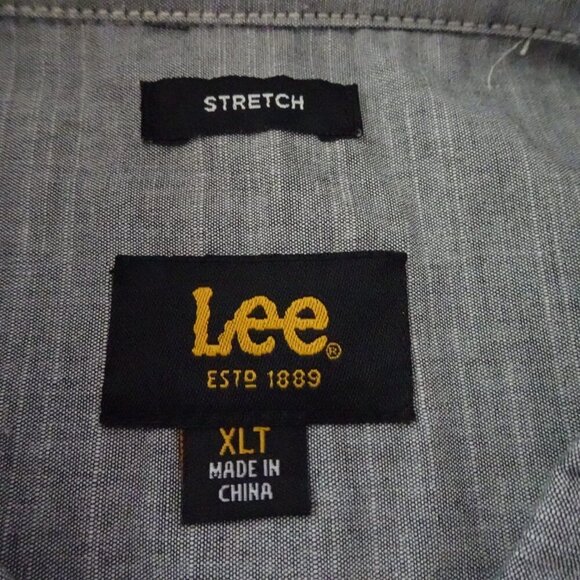 STRETCH
Lee®
ESTD 1889
XLT
MADE IN
CHINA